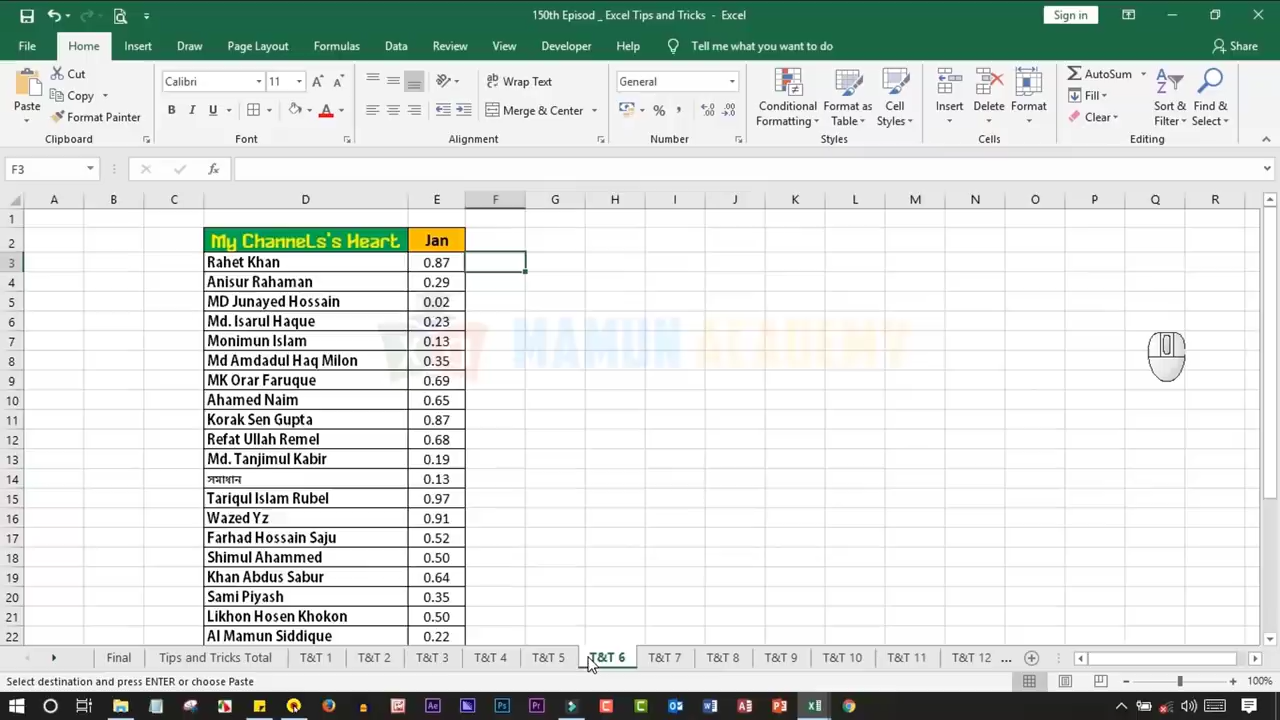 150th Episod _ Excel Tips and Tricks - Excel
Sign in
File Home Insert Draw Page Layout Formulas Data Review View Developer Help Tell me what you want to do Share
Paste Cut Copy Format Painter Clipboard
Calibri 11 B I U Font
Wrap Text Merge & Center Alignment
General % , Number
Conditional Formatting Format as Table Cell Styles Styles
Insert Delete Format Cells
AutoSum Fill Clear Sort & Filter Find & Select Editing
F3 fx
A B C D E F G H I J K L M N O P Q R
1
2 My Channels's Heart Jan
3 Rahet Khan 0.87
4 Anisur Rahaman 0.29
5 MD Junayed Hossain 0.02
6 Md. Isarul Haque 0.23
7 Monimun Islam 0.13
8 Md Amdadul Haq Milon 0.35
9 MK Orar Faruque 0.69
10 Ahamed Naim 0.65
11 Korak Sen Gupta 0.87
12 Refat Ullah Remel 0.68
13 Md. Tanjimul Kabir 0.19
14 সমাধান 0.13
15 Tariqul Islam Rubel 0.97
16 Wazed Yz 0.91
17 Farhad Hossain Saju 0.52
18 Shimul Ahammed 0.50
19 Khan Abdus Sabur 0.64
20 Sami Piyash 0.35
21 Likhon Hosen Khokon 0.50
22 Al Mamun Siddique 0.22
MAMUN ACADEMY
Final Tips and Tricks Total T&T 1 T&T 2 T&T 3 T&T 4 T&T 5 T&T 6 T&T 7 T&T 8 T&T 9 T&T 10 T&T 11 T&T 12 ...
Select destination and press ENTER or choose Paste 100%